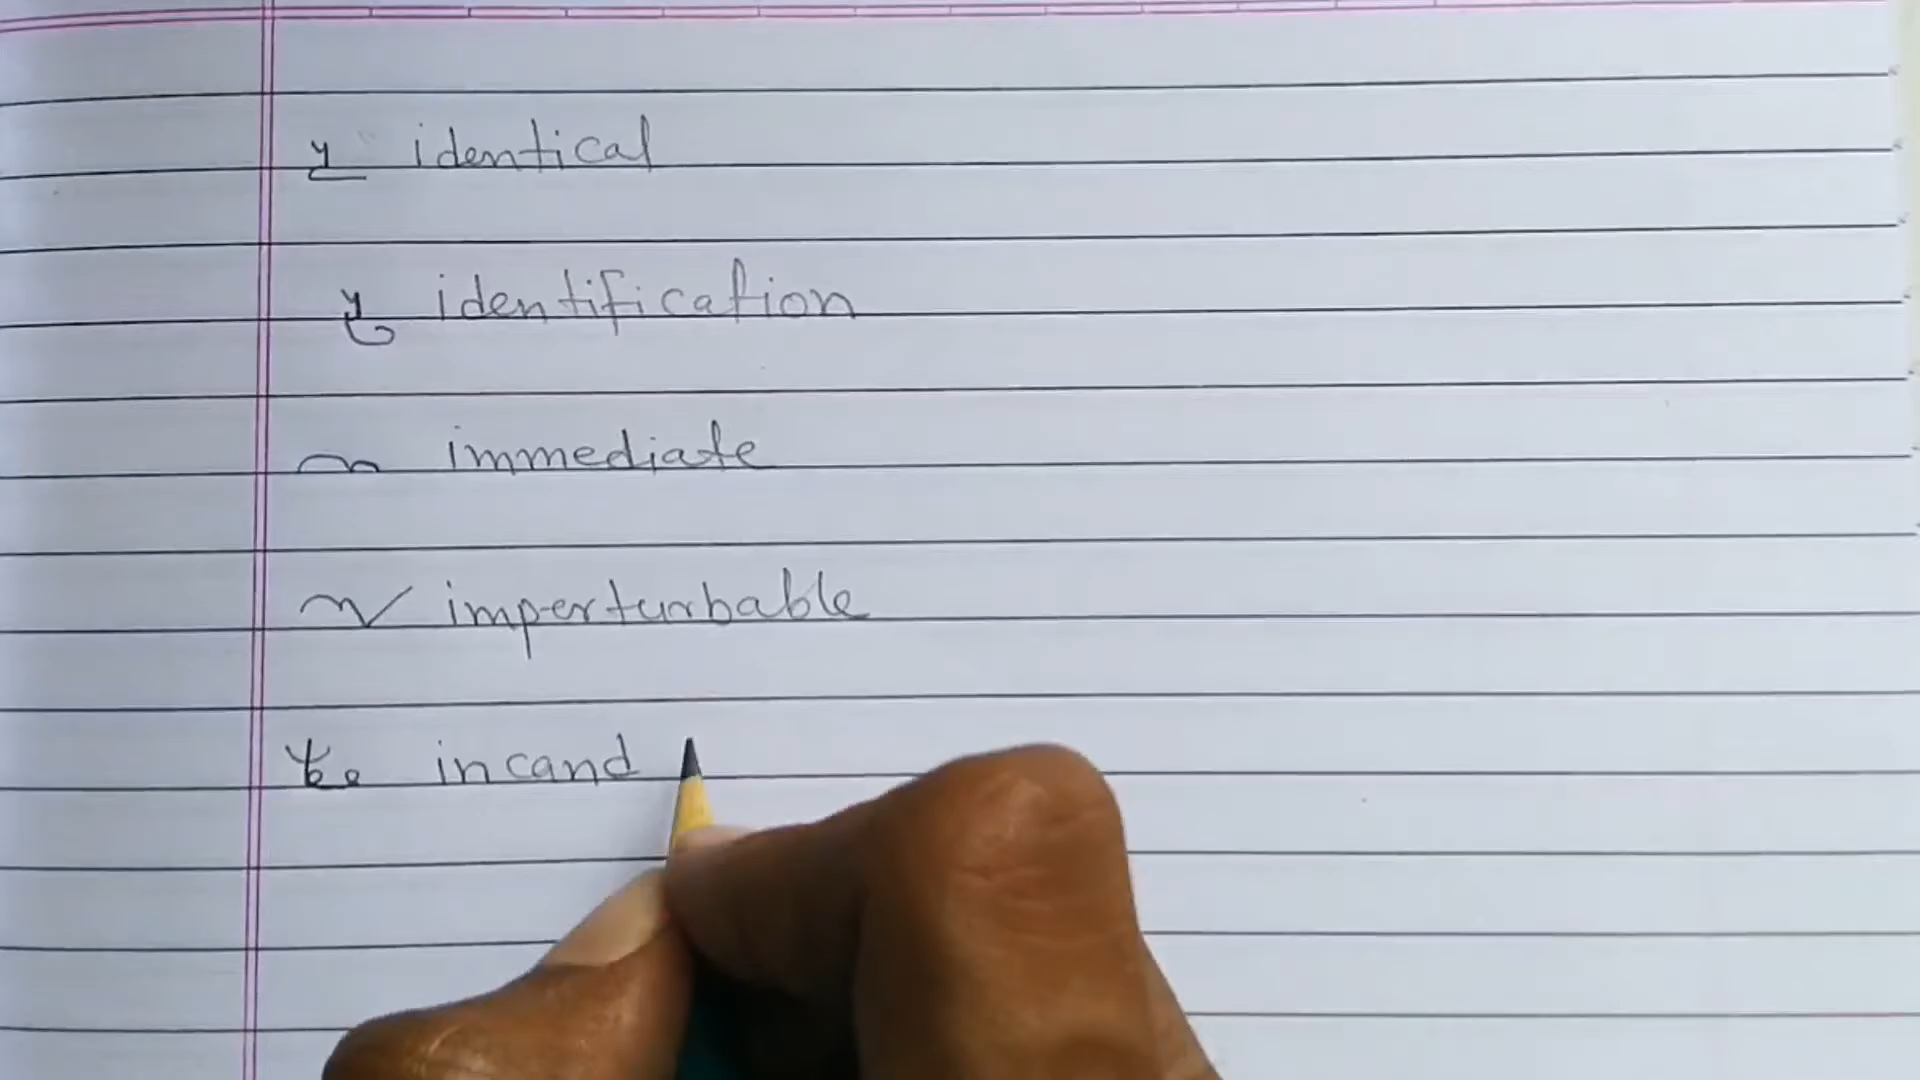 identical
identification
immediate
imperturbable
incand